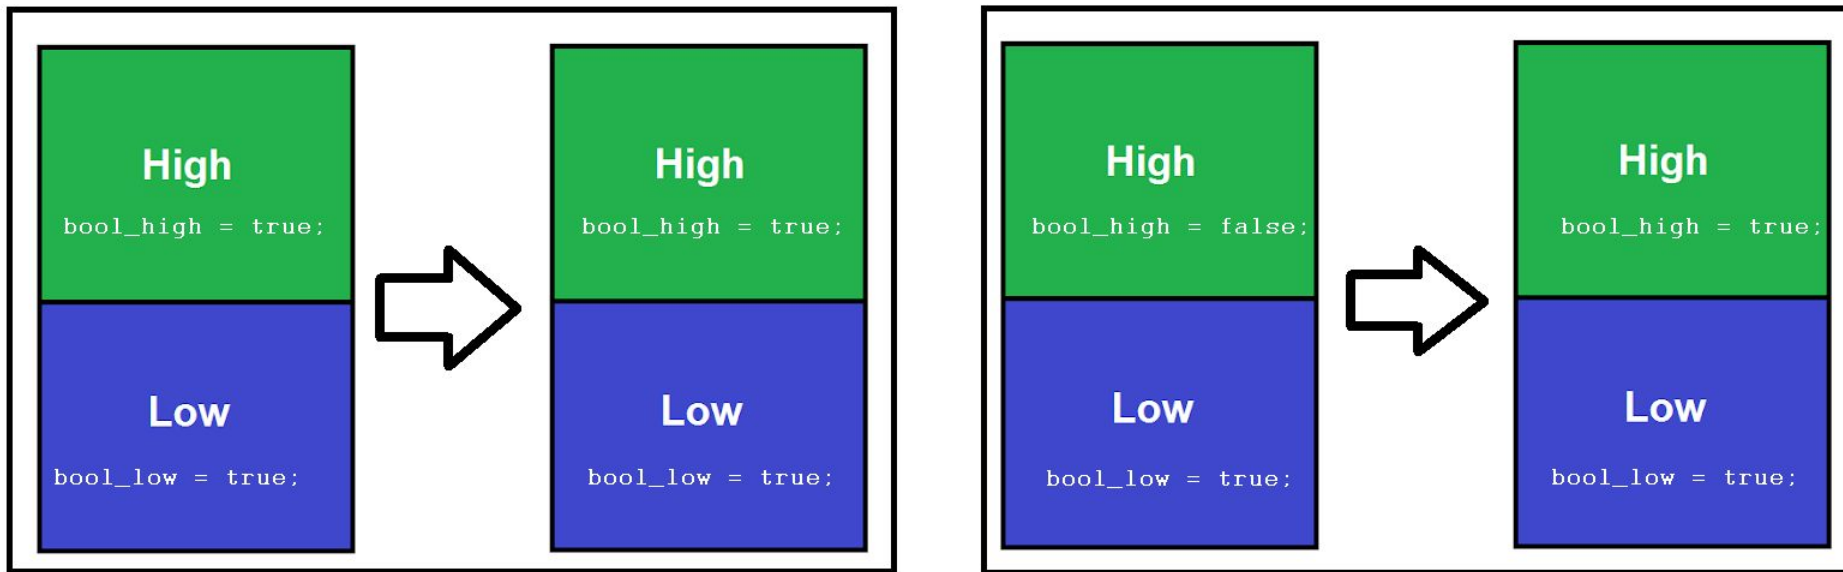 High
bool_high = true;
Low
bool_low = true;
High
bool_high = true;
Low
bool_low = true;
High
bool_high = false;
Low
bool_low = true;
High
bool_high = true;
Low
bool_low = true;